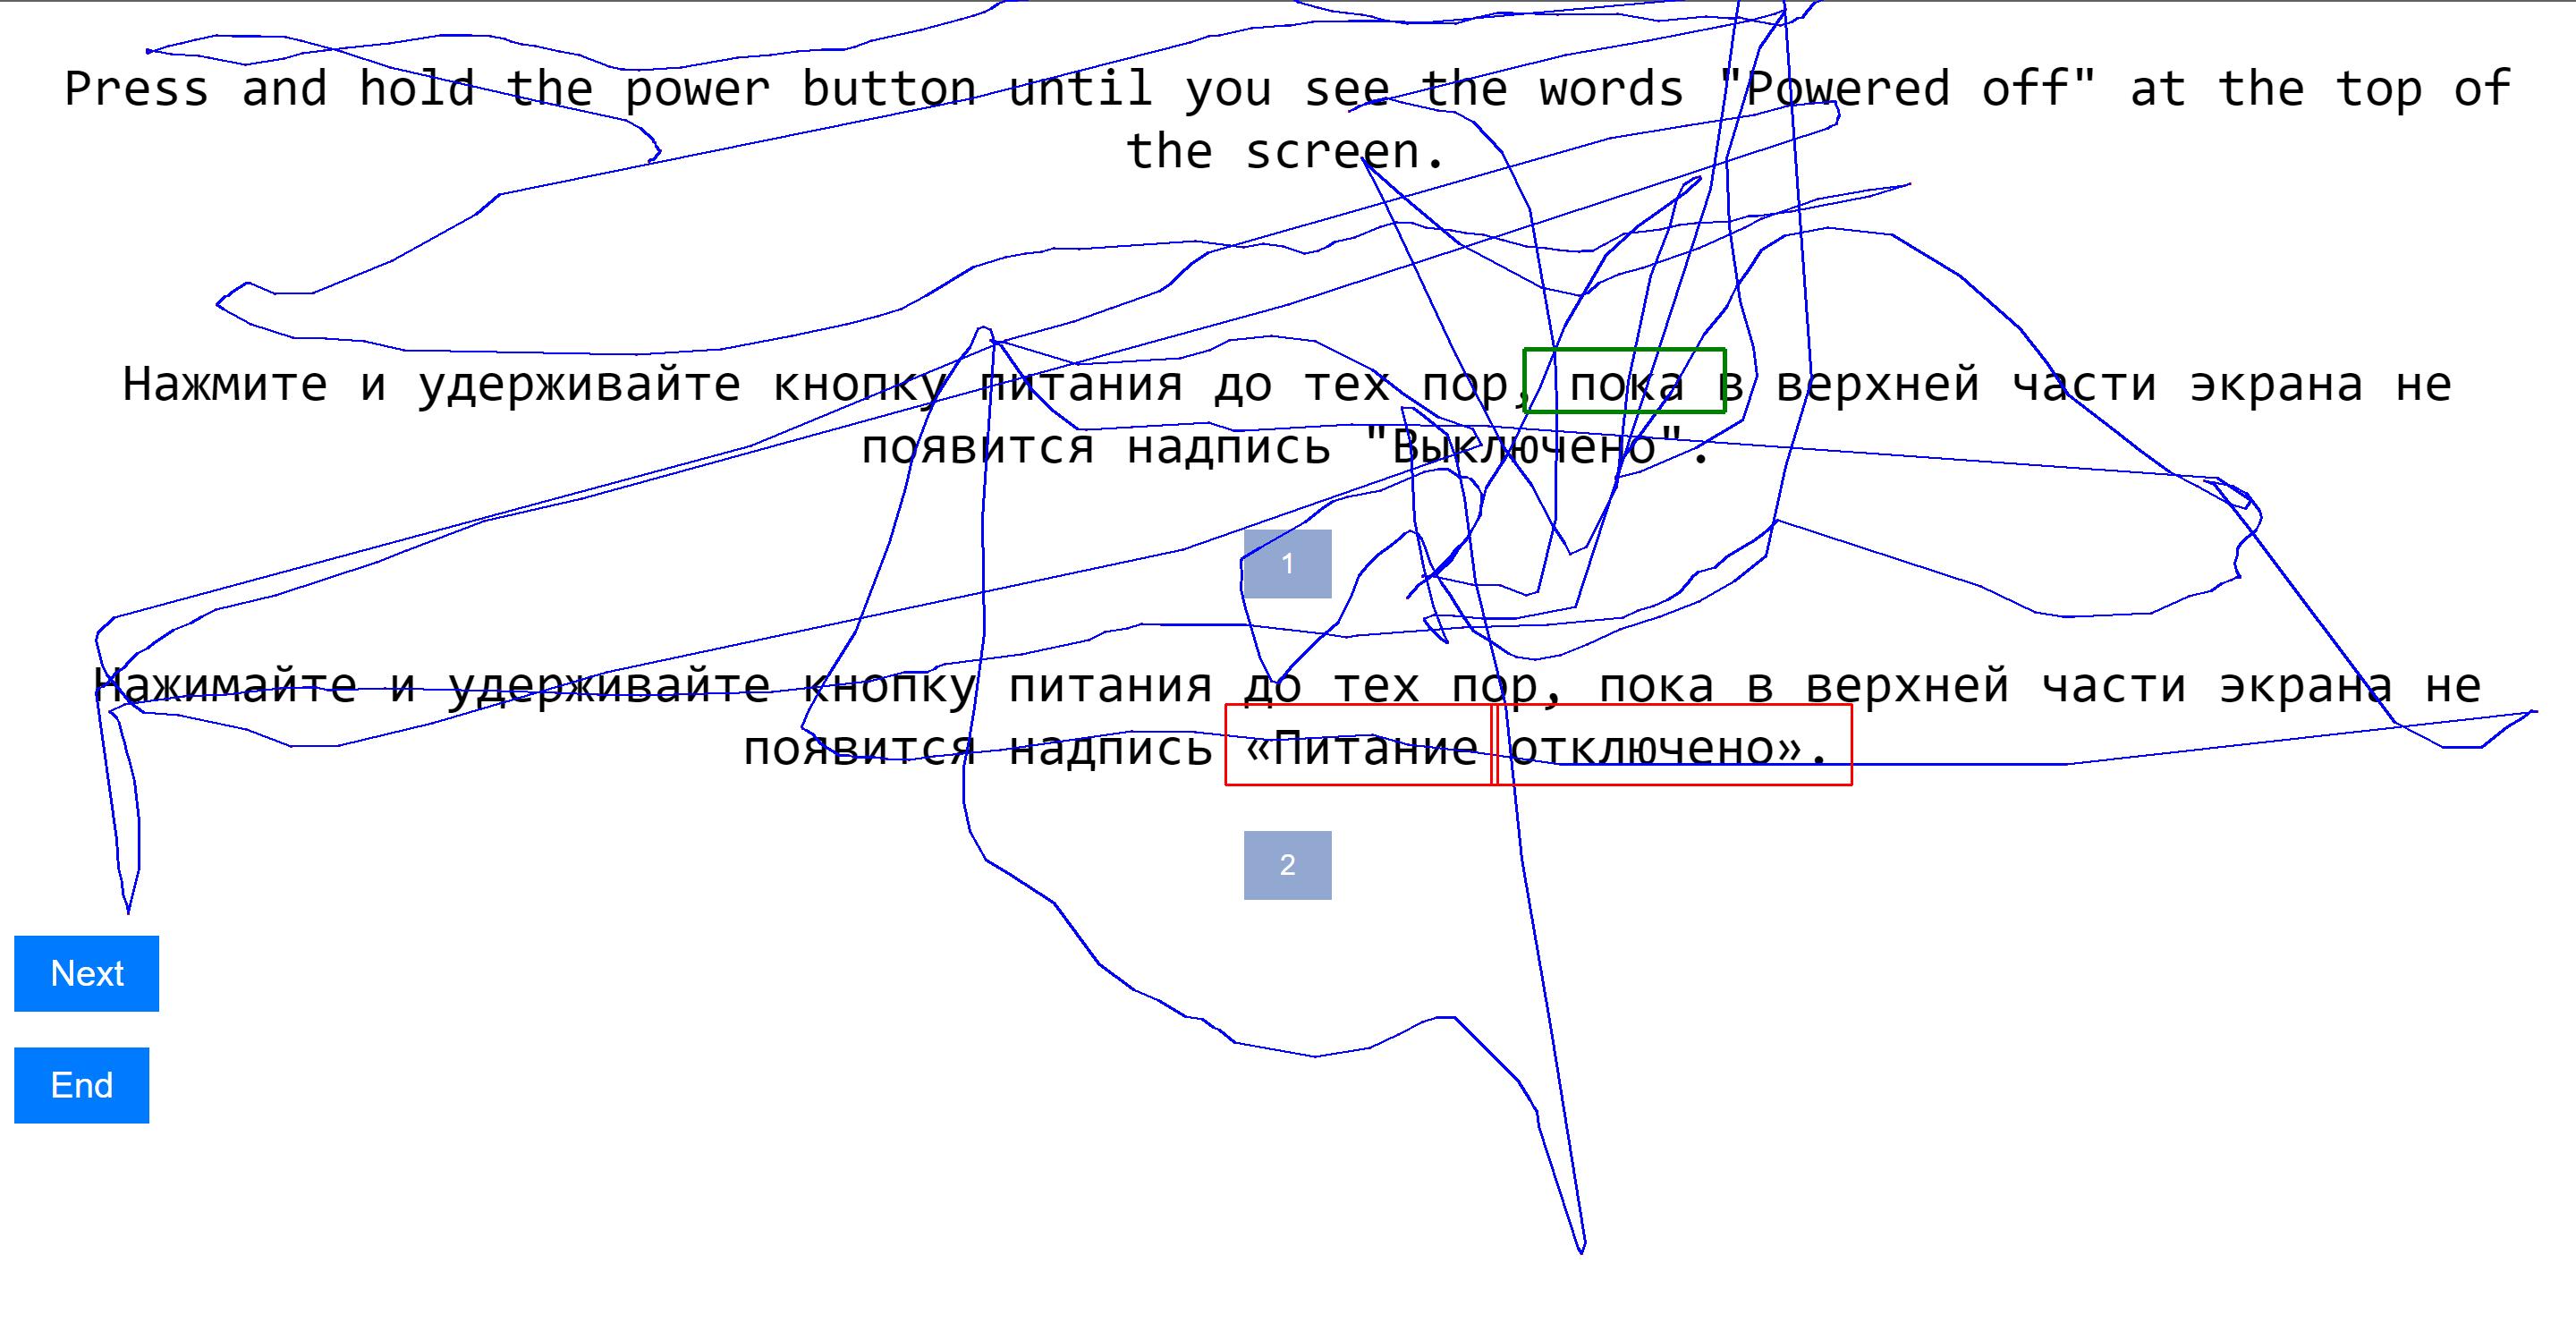 Press and hold the power button until you see the words "Powered off" at the top of
the screen.
Нажмите и удерживайте кнопку питания до тех пор, пока в верхней части экрана не
появится надпись "Выключено".
1
Нажимайте и удерживайте кнопку питания до тех пор, пока в верхней части экрана не
появится надпись «Питание отключено».
2
Next
End